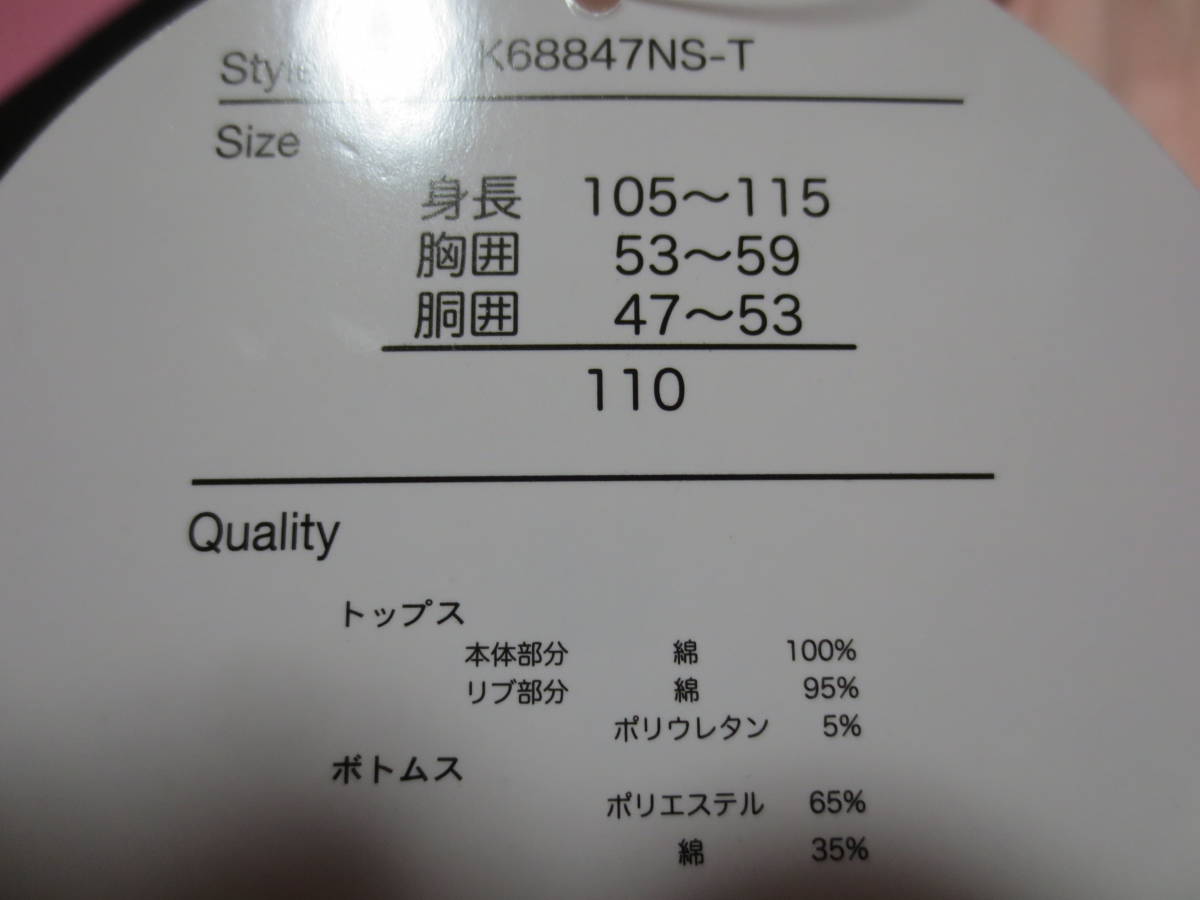 Style K68847NS-T
Size
身長 105～115
胸囲 53～59
胴囲 47～53
110
Quality
トップス
本体部分 綿 100%
リブ部分 綿 95%
ポリウレタン 5%
ボトムス
ポリエステル 65%
綿 35%